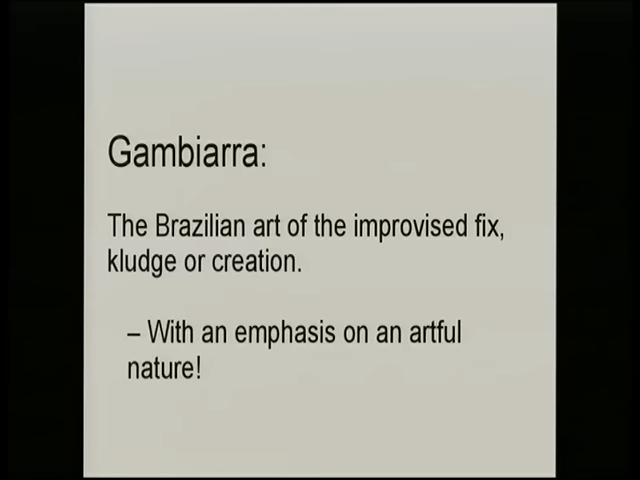 Gambiarra:
The Brazilian art of the improvised fix,
kludge or creation.
– With an emphasis on an artful
nature!